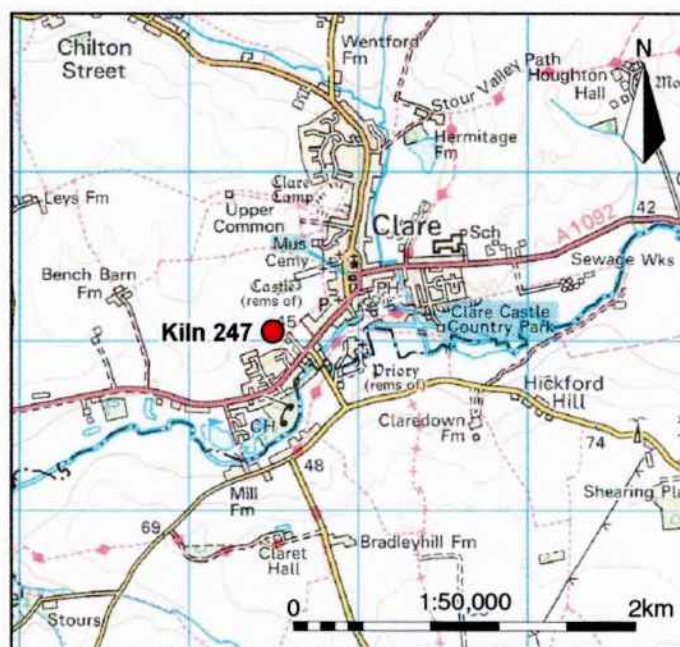 Chilton
Street
Wentford
Fm
Stour Valley Path
Houghton
Hall
N
Hermitage
Fm
Leys Fm
Clare
Camp
Upper
Common
Clare
Sch
A1092
42
Mus
Cemy
Sewage Wks
Bench Barn
Fm
Castle
(rems of)
P
PH
Clare Castle
Country Park
Kiln 247
45
Priory
(rems of)
Hickford
Hill
CH
Claredown
Fm
48
74
Mill
Fm
Shearing Pla
69
Claret
Hall
Bradleyhill Fm
Stours
0
1:50,000
2km